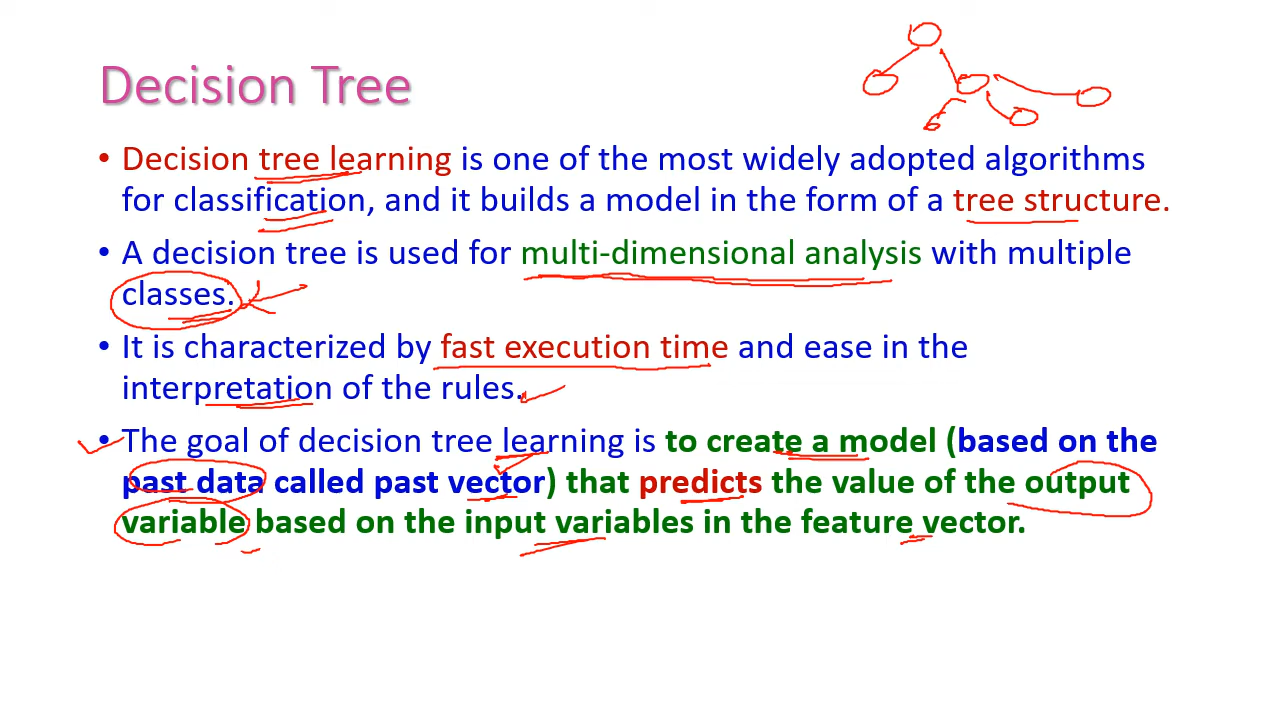 Decision Tree
• Decision tree learning is one of the most widely adopted algorithms
for classification, and it builds a model in the form of a tree structure.
• A decision tree is used for multi-dimensional analysis with multiple
classes.
• It is characterized by fast execution time and ease in the
interpretation of the rules.
• The goal of decision tree learning is to create a model (based on the
past data called past vector) that predicts the value of the output
variable based on the input variables in the feature vector.